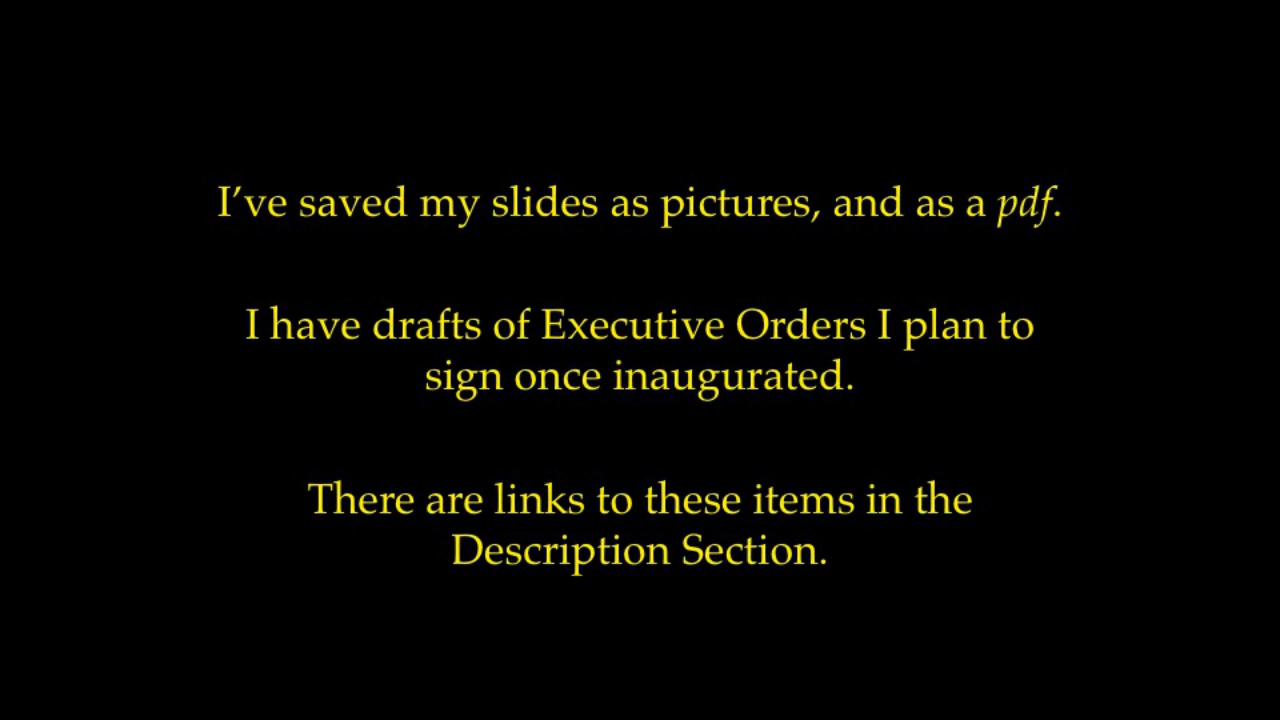 I’ve saved my slides as pictures, and as a pdf.
I have drafts of Executive Orders I plan to
sign once inaugurated.
There are links to these items in the
Description Section.